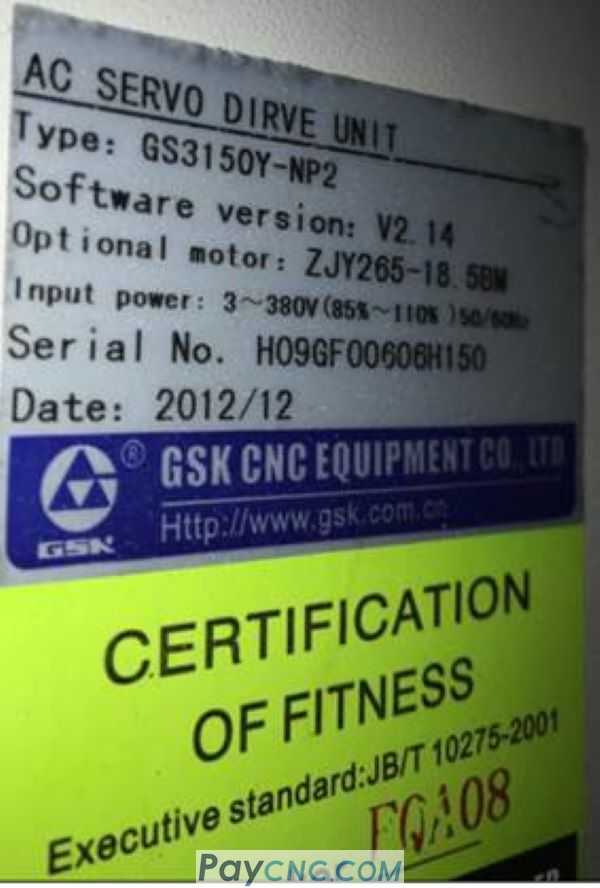 AC SERVO DIRVE UNIT
Type: GS3150Y-NP2
Software version: V2.14
Optional motor: ZJY265-18.5BM
Input power: 3~380V(85%~110% )50/60Hz
Serial No. H09GF00606H150
Date: 2012/12
® GSK CNC EQUIPMENT CO., LTD
GSK
Http://www.gsk.com.cn
CERTIFICATION
OF FITNESS
Executive standard:JB/T 10275-2001
FQA08
PayCNG.COM